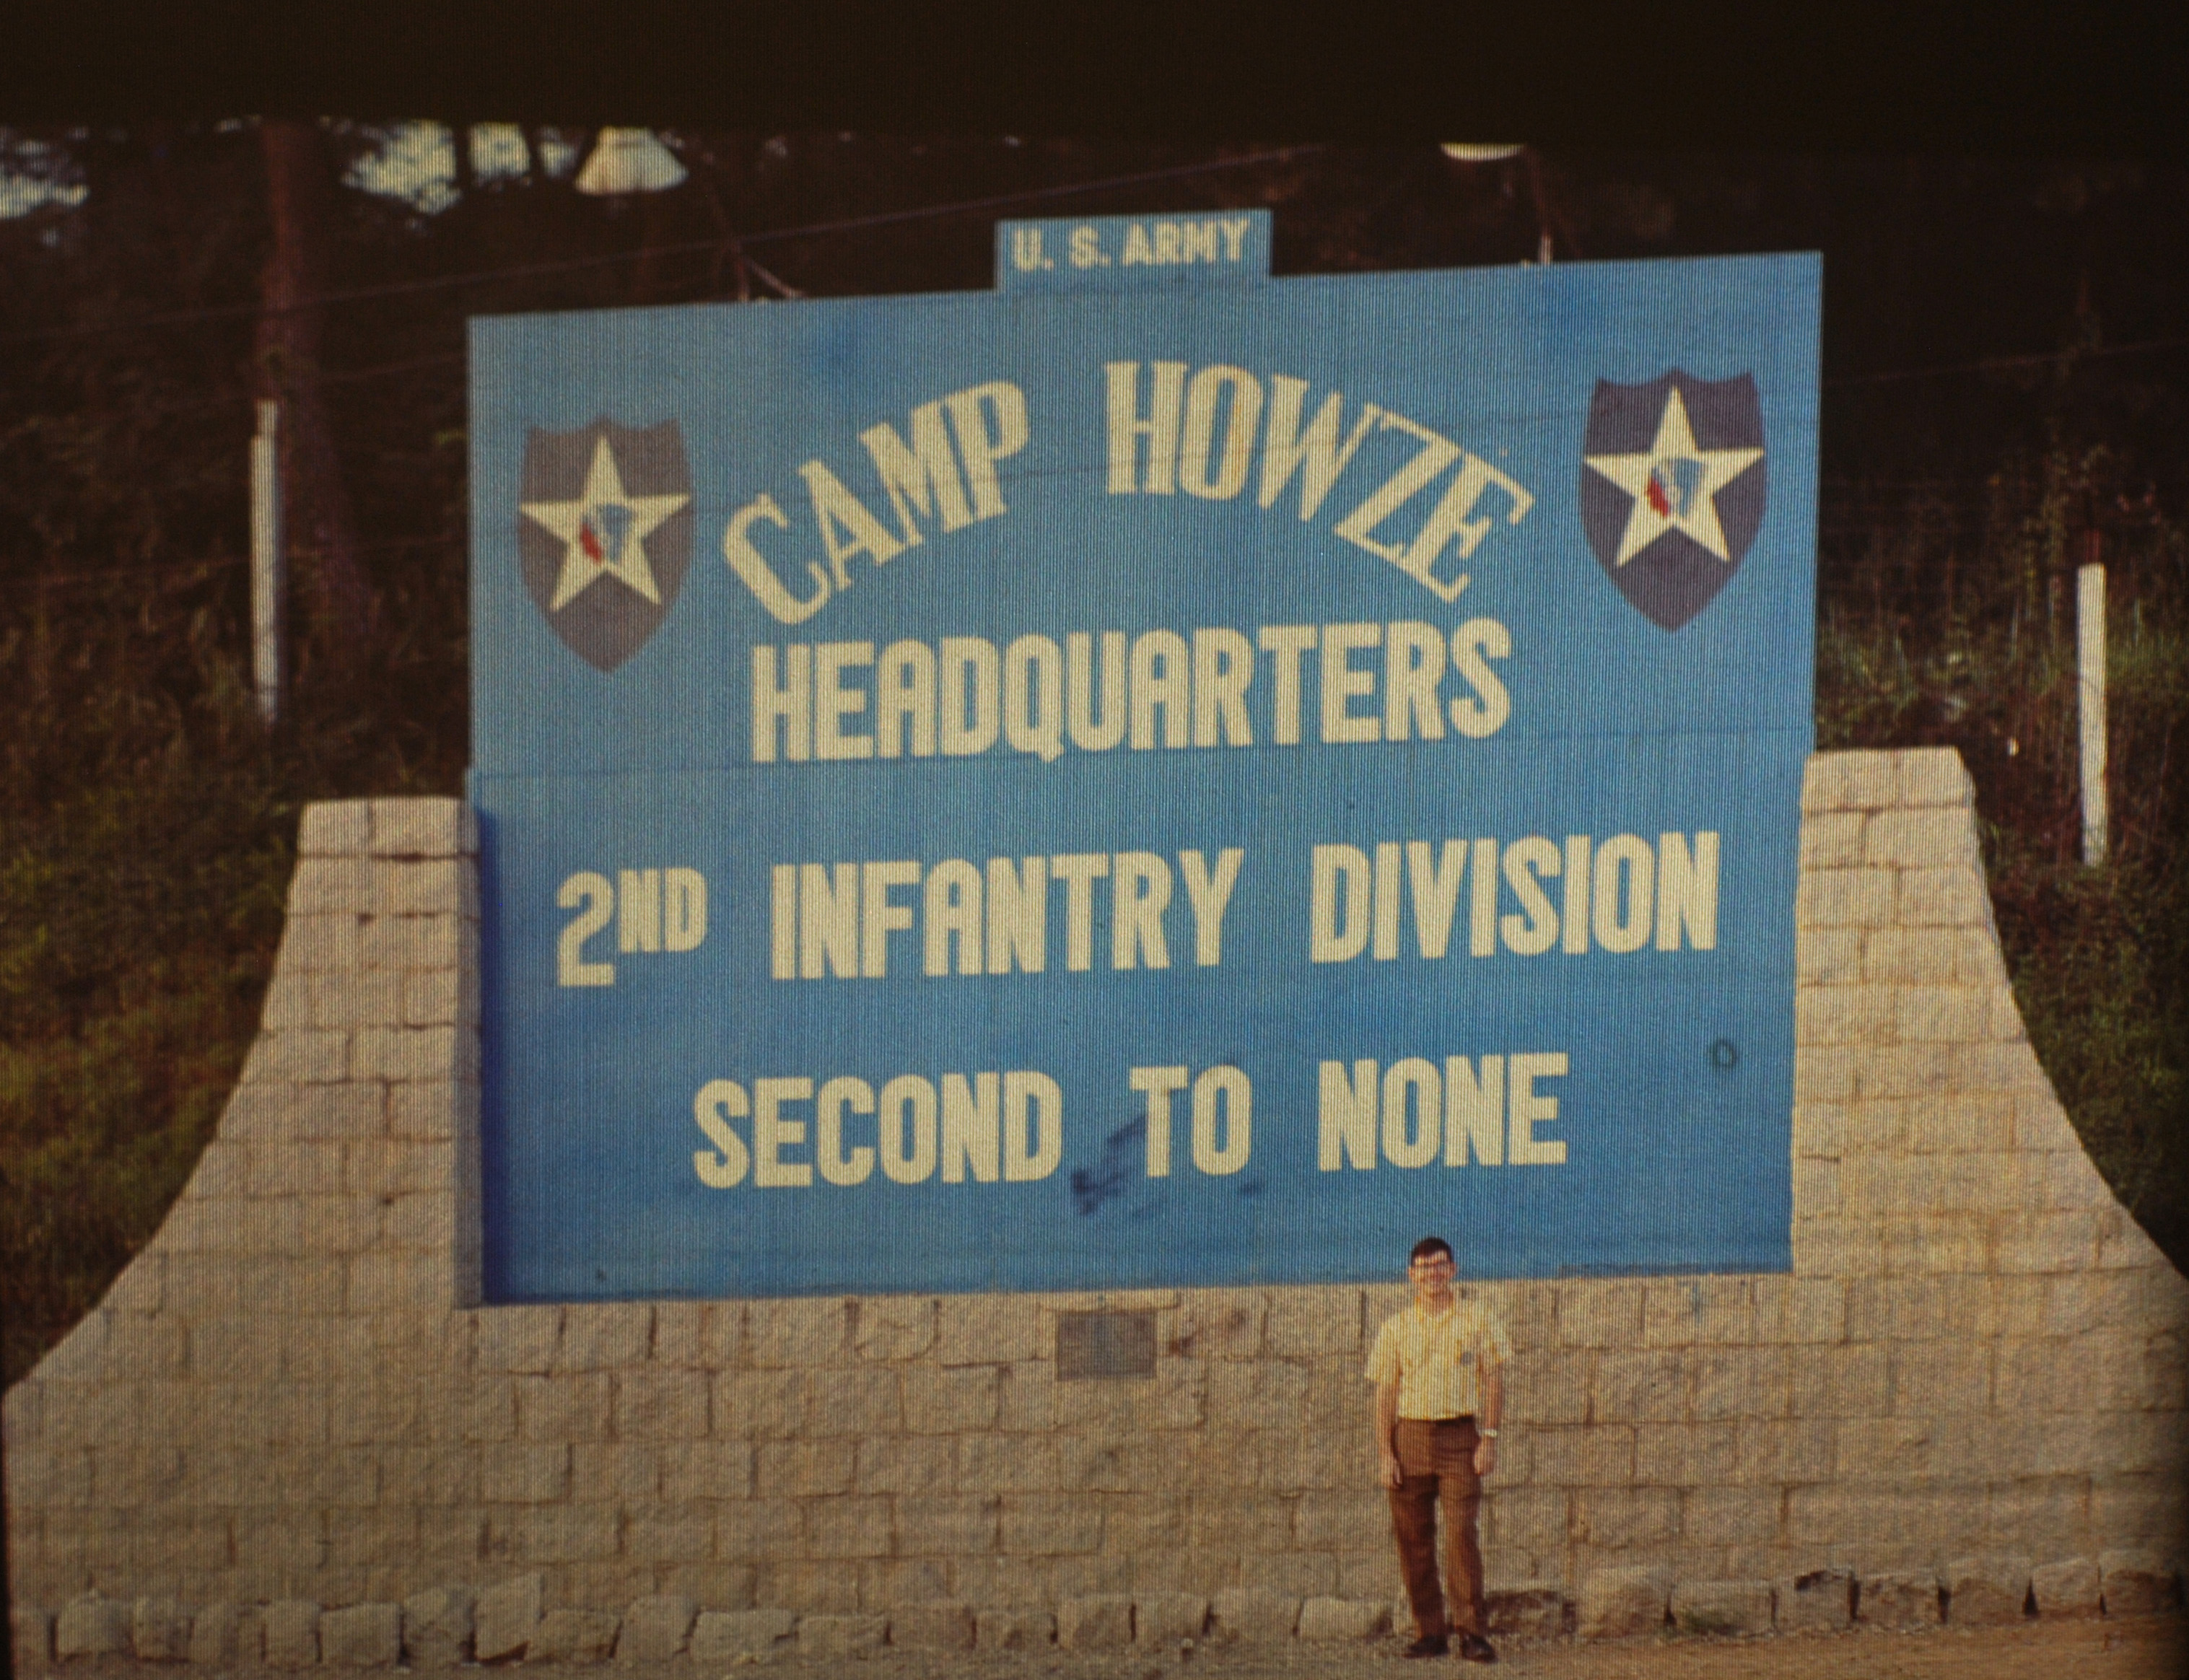 U. S. ARMY
CAMP HOWZE
HEADQUARTERS
2ND INFANTRY DIVISION
SECOND TO NONE